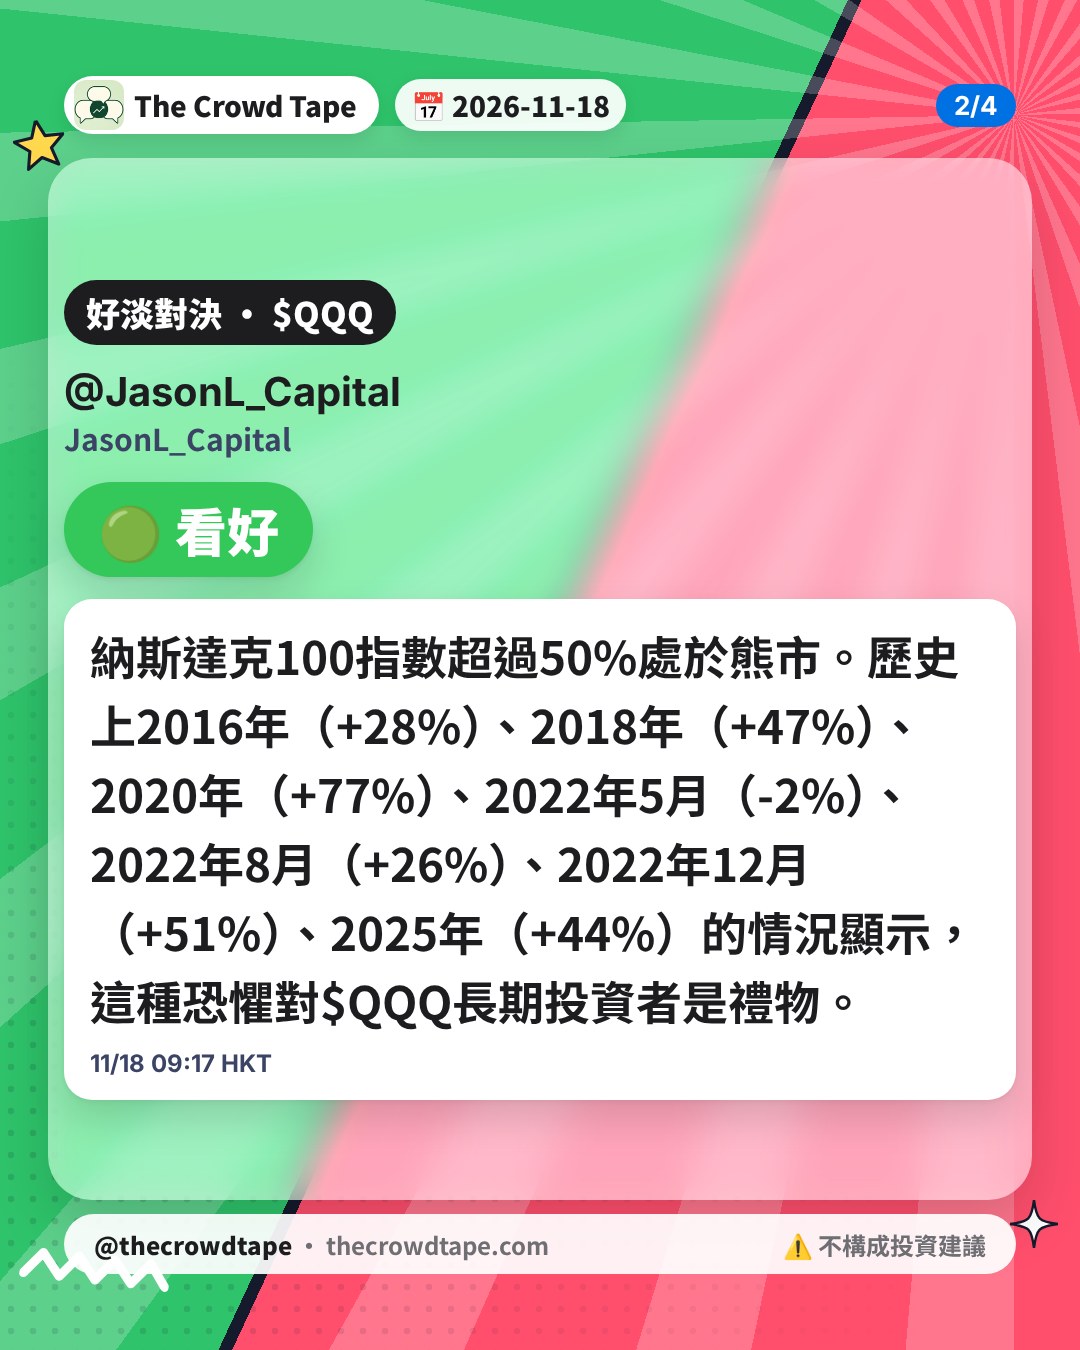 The Crowd Tape
July
17
2026-11-18
2/4
好淡對決 · $QQQ
@JasonL_Capital
JasonL_Capital
看好
納斯達克100指數超過50%處於熊市。歷史
上2016年（+28%）、2018年（+47%）、
2020年（+77%）、2022年5月（-2%）、
2022年8月（+26%）、2022年12月
（+51%）、2025年（+44%）的情況顯示，
這種恐懼對$QQQ長期投資者是禮物。
11/18 09:17 HKT
@thecrowdtape · thecrowdtape.com
不構成投資建議